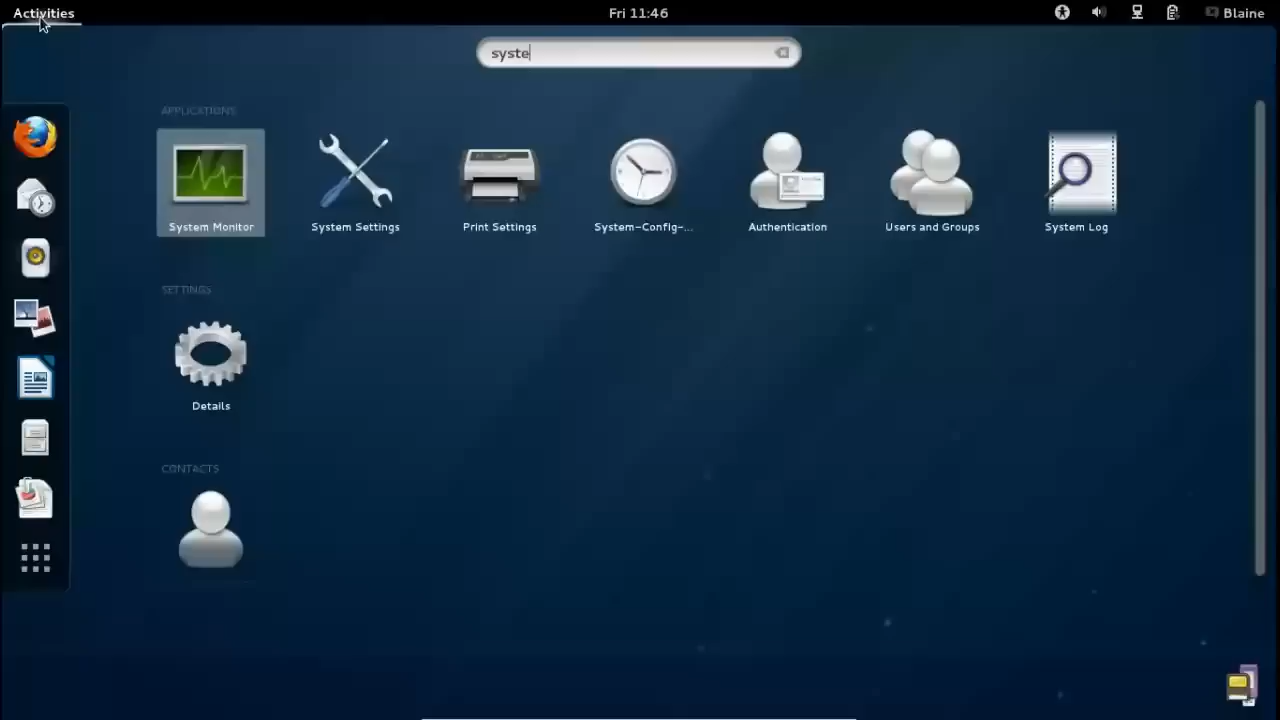 Activities
Fri 11:46
Blaine
syste
APPLICATIONS
System Monitor
System Settings
Print Settings
System-Config-...
Authentication
Users and Groups
System Log
SETTINGS
Details
CONTACTS